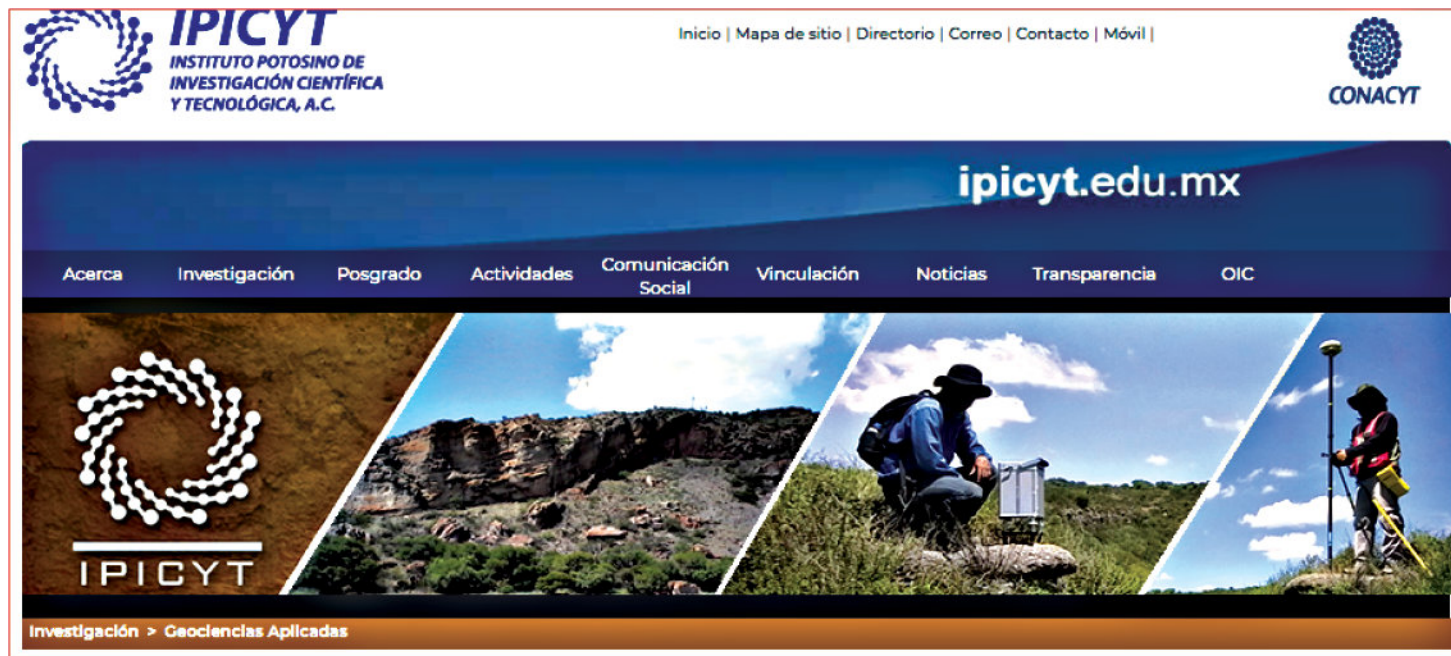 IPICYT
INSTITUTO POTOSINO DE
INVESTIGACIÓN CIENTÍFICA
Y TECNOLÓGICA, A.C.
Inicio | Mapa de sitio | Directorio | Correo | Contacto | Móvil |
CONACYT
ipicyt.edu.mx
Acerca Investigación Posgrado Actividades Comunicación Social Vinculación Noticias Transparencia OIC
IPICYT
Investigación > Geociencias Aplicadas